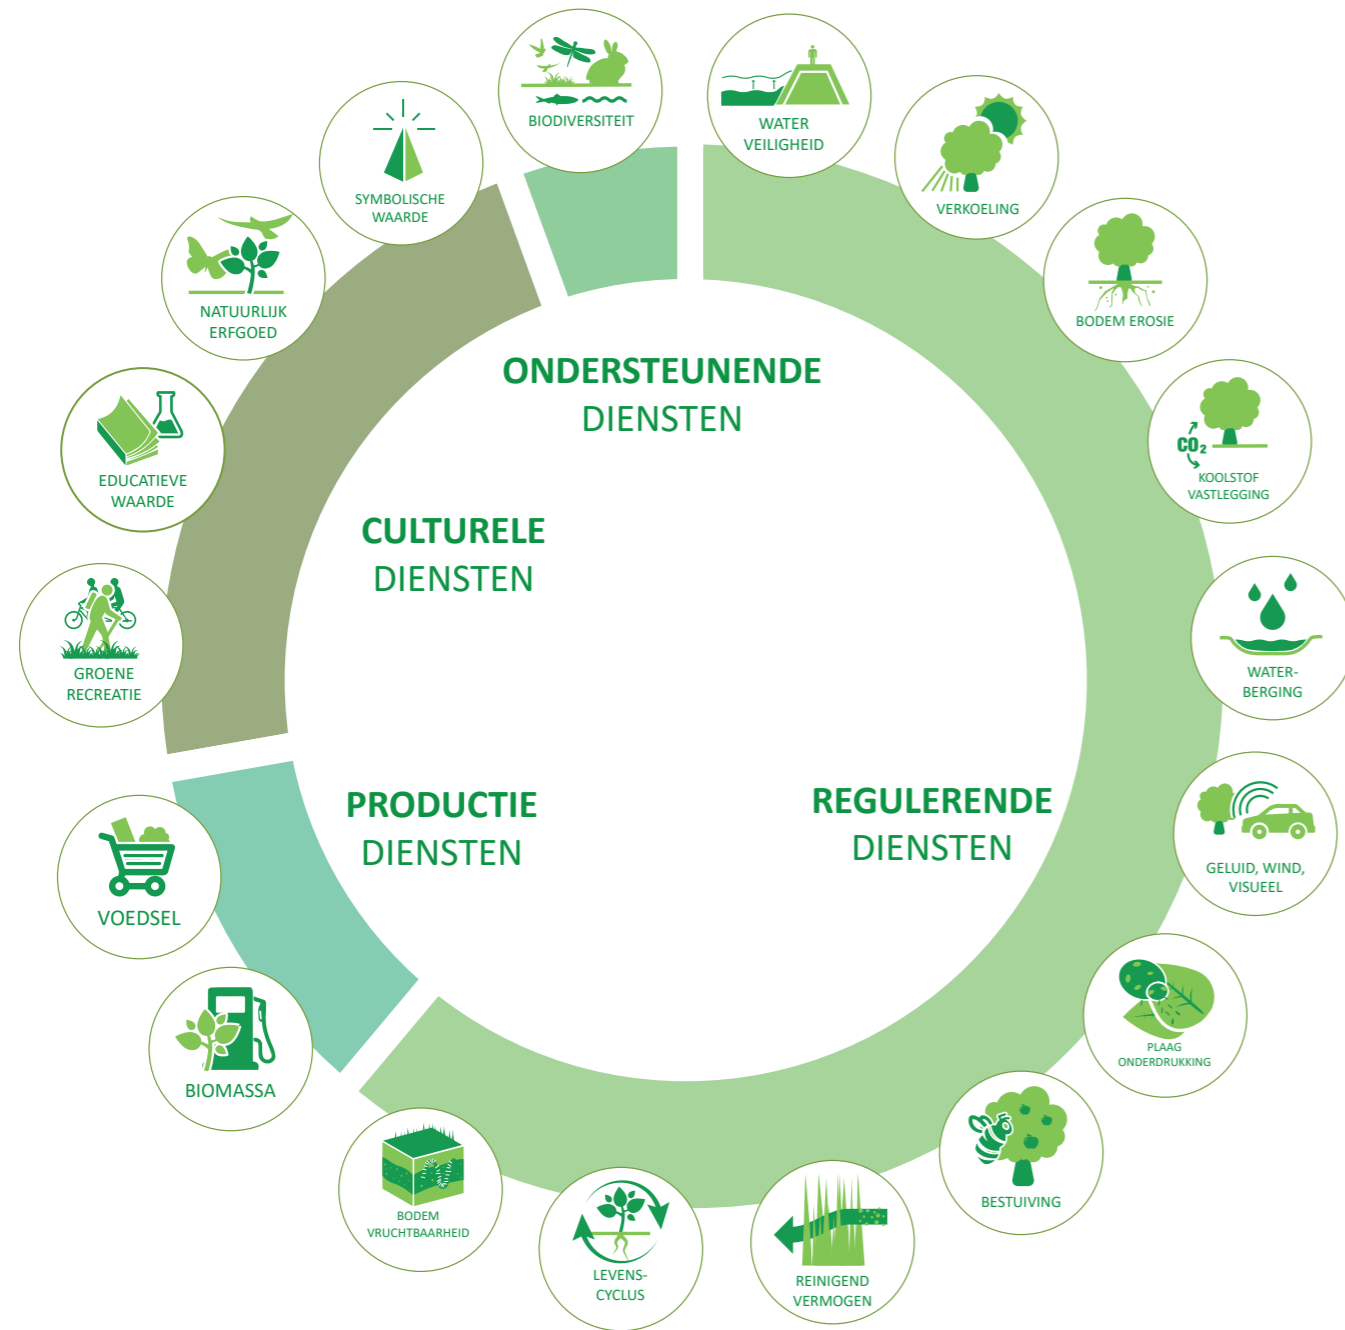 BIODIVERSITEIT
WATER
VEILIGHEID
VERKOELING
BODEM EROSIE
KOOLSTOF
VASTLEGGING
CO₂
WATER-
BERGING
GELUID, WIND,
VISUEEL
PLAAG
ONDERDRUKKING
BESTUIVING
REINIGEND
VERMOGEN
LEVENS-
CYCLUS
BODEM
VRUCHTBAARHEID
BIOMASSA
VOEDSEL
GROENE
RECREATIE
EDUCATIEVE
WAARDE
NATUURLIJK
ERFGOED
SYMBOLISCHE
WAARDE
ONDERSTEUNENDE
DIENSTEN
CULTURELE
DIENSTEN
PRODUCTIE
DIENSTEN
REGULERENDE
DIENSTEN